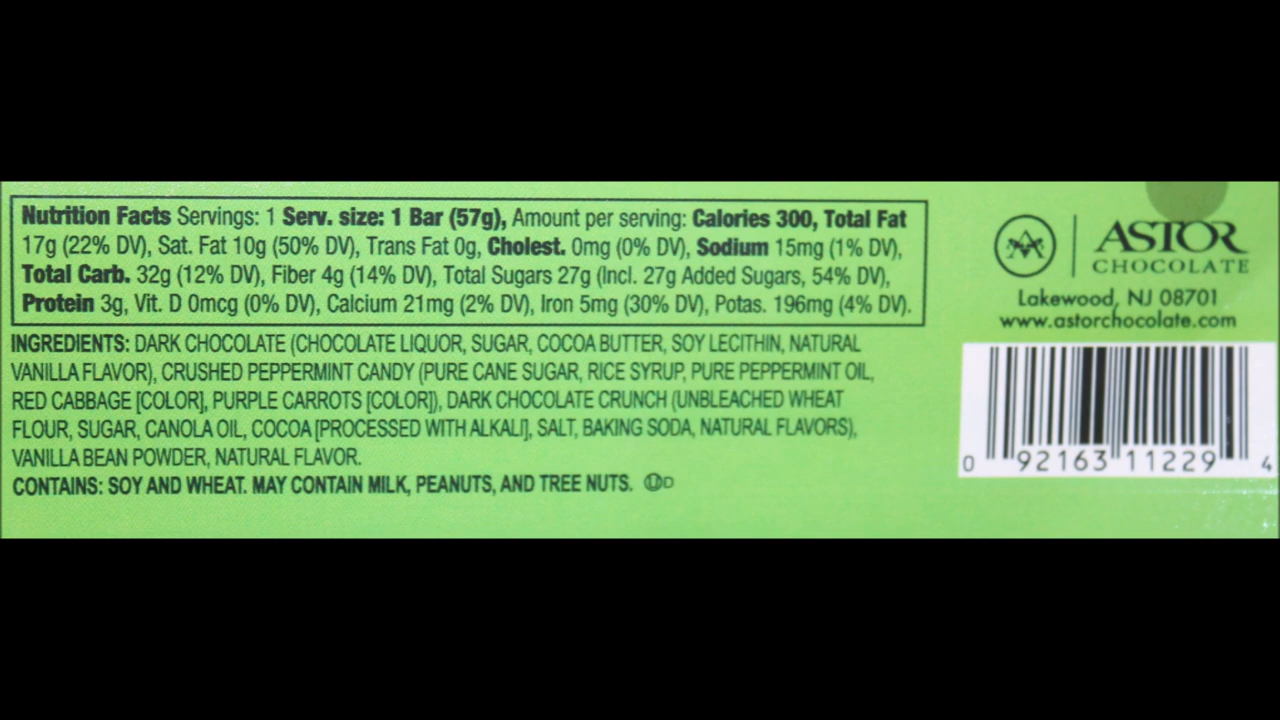 Nutrition Facts Servings: 1 Serv. size: 1 Bar (57g), Amount per serving: Calories 300, Total Fat
17g (22% DV), Sat. Fat 10g (50% DV), Trans Fat 0g, Cholest. 0mg (0% DV), Sodium 15mg (1% DV),
Total Carb. 32g (12% DV), Fiber 4g (14% DV), Total Sugars 27g (Incl. 27g Added Sugars, 54% DV),
Protein 3g, Vit. D 0mcg (0% DV), Calcium 21mg (2% DV), Iron 5mg (30% DV), Potas. 196mg (4% DV).
INGREDIENTS: DARK CHOCOLATE (CHOCOLATE LIQUOR, SUGAR, COCOA BUTTER, SOY LECITHIN, NATURAL
VANILLA FLAVOR), CRUSHED PEPPERMINT CANDY (PURE CANE SUGAR, RICE SYRUP, PURE PEPPERMINT OIL,
RED CABBAGE [COLOR], PURPLE CARROTS [COLOR]), DARK CHOCOLATE CRUNCH (UNBLEACHED WHEAT
FLOUR, SUGAR, CANOLA OIL, COCOA [PROCESSED WITH ALKALI], SALT, BAKING SODA, NATURAL FLAVORS),
VANILLA BEAN POWDER, NATURAL FLAVOR.
CONTAINS: SOY AND WHEAT. MAY CONTAIN MILK, PEANUTS, AND TREE NUTS. ⓊD
ASTOR
CHOCOLATE
Lakewood, NJ 08701
www.astorchocolate.com
0 92163 11229 4